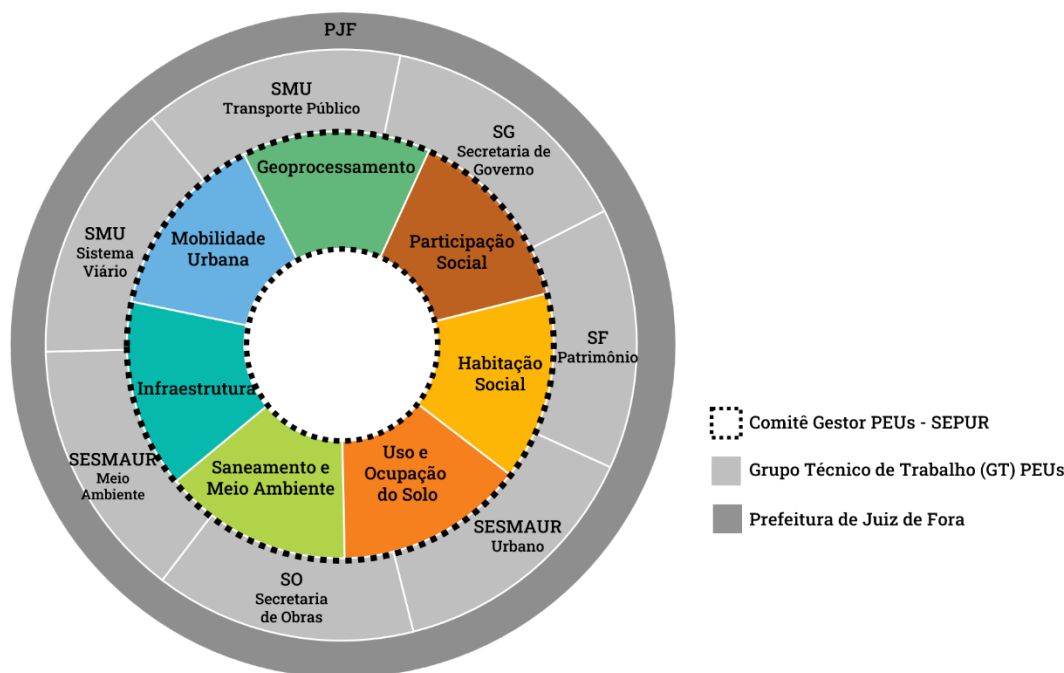 PJF
SMU
Transporte Público
SG
Secretaria de
Governo
SF
Patrimônio
SESMAUR
Urbano
SO
Secretaria
de Obras
SESMAUR
Meio
Ambiente
SMU
Sistema
Viário
Geoprocessamento
Participação
Social
Habitação
Social
Uso e
Ocupação
do Solo
Saneamento e
Meio Ambiente
Infraestrutura
Mobilidade
Urbana
Comitê Gestor PEUs - SEPUR
Grupo Técnico de Trabalho (GT) PEUs
Prefeitura de Juiz de Fora